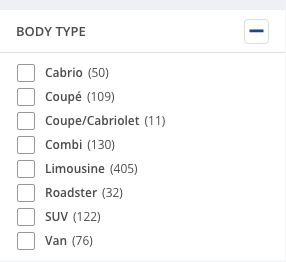 BODY TYPE
Cabrio (50)
Coupé (109)
Coupe/Cabriolet (11)
Combi (130)
Limousine (405)
Roadster (32)
SUV (122)
Van (76)